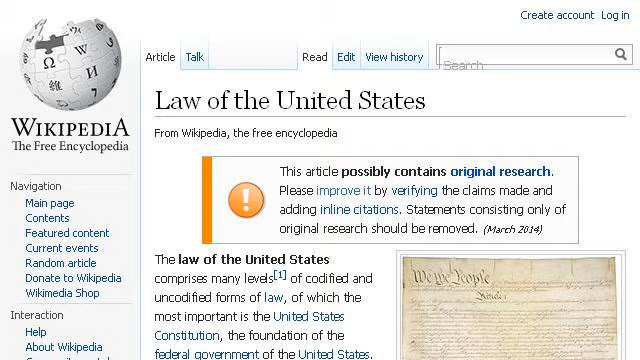 Create account Log in
Article Talk Read Edit View history Search
WIKIPEDIA
The Free Encyclopedia
Law of the United States
From Wikipedia, the free encyclopedia
This article possibly contains original research.
Please improve it by verifying the claims made and
adding inline citations. Statements consisting only of
original research should be removed. (March 2014)
Navigation
Main page
Contents
Featured content
Current events
Random article
Donate to Wikipedia
Wikimedia Shop
Interaction
Help
About Wikipedia
The law of the United States
comprises many levels[1] of codified and
uncodified forms of law, of which the
most important is the United States
Constitution, the foundation of the
federal government of the United States.
We the People
Article 1